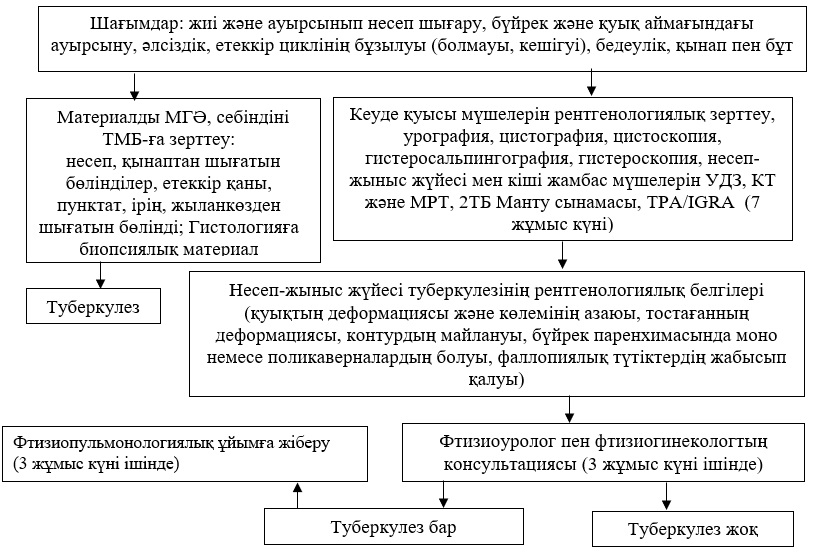 Шағымдар: жиі және ауырсынып несеп шығару, бүйрек және қуық аймағындағы
ауырсыну, әлсіздік, етеккір циклінің бұзылуы (болмауы, кешігуі), бедеулік, қынап пен бұт
Материалды МГӘ, себіндіні
ТМБ-ға зерттеу:
несеп, қынаптан шығатын
бөлінділер, етеккір қаны,
пунктат, ірің, жыланкөзден
шығатын бөлінді; Гистологияға
биопсиялық материал
Кеуде қуысы мүшелерін рентгенологиялық зерттеу,
урография, цистография, цистоскопия,
гистеросальпингография, гистероскопия, несеп-
жыныс жүйесі мен кіші жамбас мүшелерін УДЗ, КТ
және МРТ, 2ТБ Манту сынамасы, ТРА/IGRA (7
жұмыс күні)
Туберкулез
Несеп-жыныс жүйесі туберкулезінің рентгенологиялық белгілері
(қуықтың деформациясы және көлемінің азаюы, тостағанның
деформациясы, контурдың майлануы, бүйрек паренхимасында моно
немесе поликаверналардың болуы, фаллопиялық түтіктердің жабысып
қалуы)
Фтизиопульмонологиялық ұйымға жіберу
(3 жұмыс күні ішінде)
Фтизиоуролог пен фтизиогинекологтың
консультациясы (3 жұмыс күні ішінде)
Туберкулез бар
Туберкулез жоқ